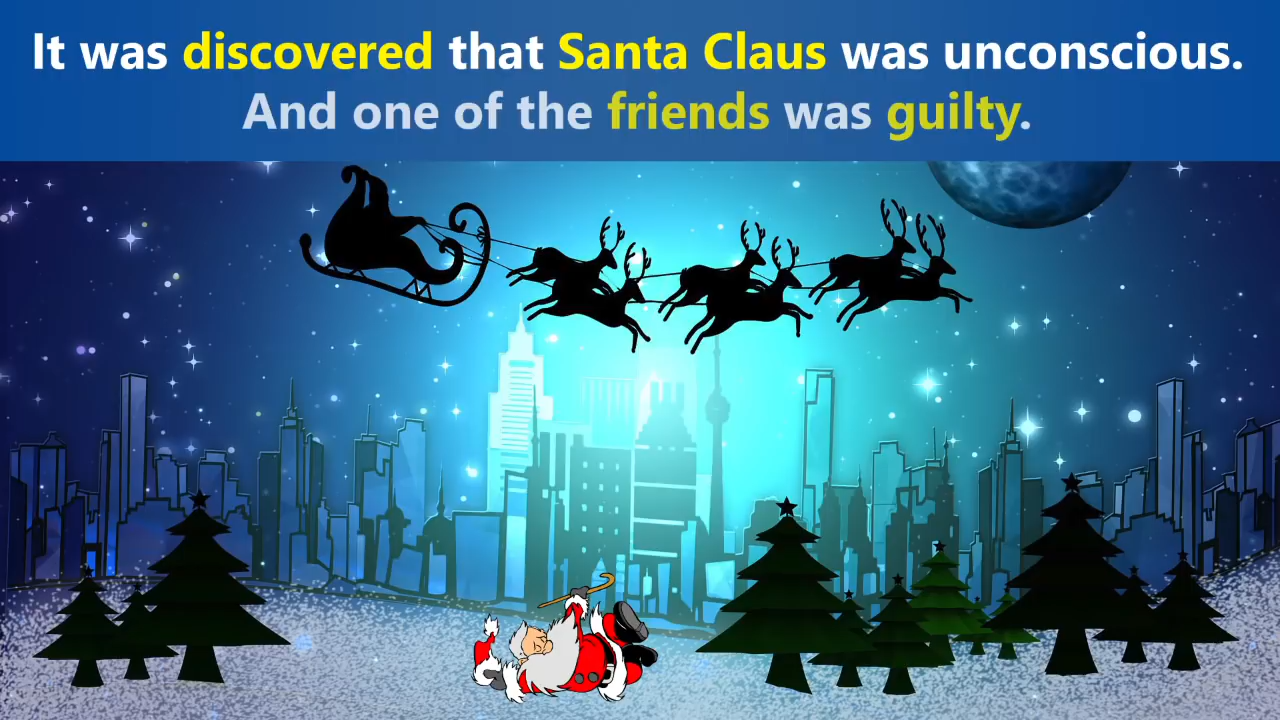 It was discovered that Santa Claus was unconscious.
And one of the friends was guilty.